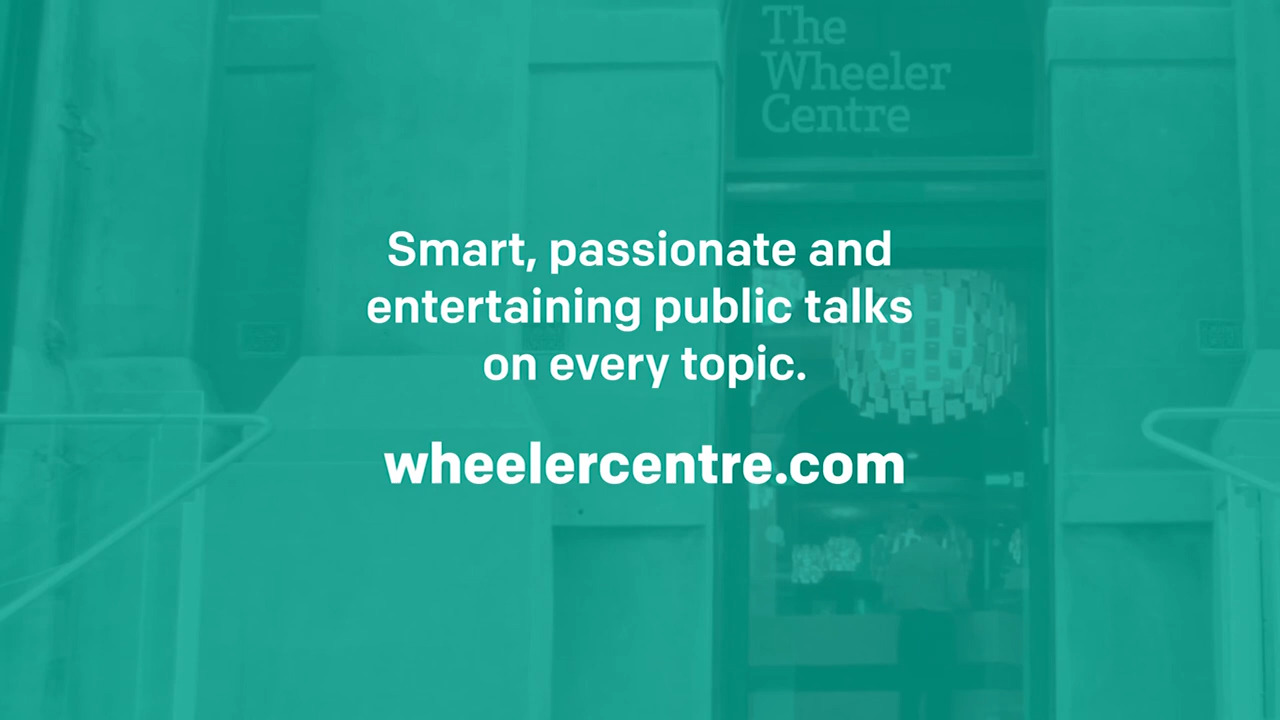 The
Wheeler
Centre
Smart, passionate and
entertaining public talks
on every topic.
wheelercentre.com